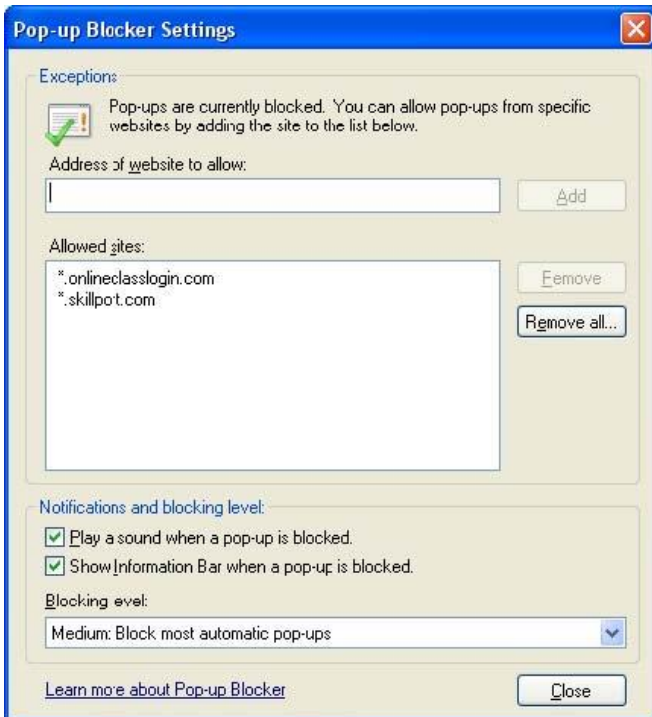 Pop-up Blocker Settings
Exceptions
Pop-ups are currently blocked. You can allow pop-ups from specific
websites by adding the site to the list below.
Address of website to allow:
Add
Allowed sites:
*.onlineclasslogin.com
*.skillpot.com
Remove
Remove all...
Notifications and blocking level:
Play a sound when a pop-up is blocked.
Show Information Bar when a pop-up is blocked.
Blocking level:
Medium: Block most automatic pop-ups
Learn more about Pop-up Blocker
Close